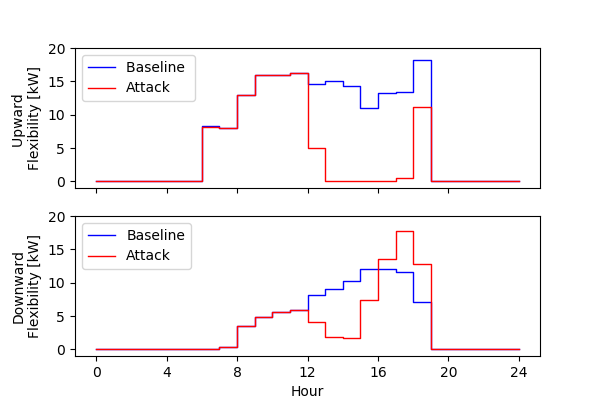 20
15
10
5
0
Upward
Flexibility [kW]
Baseline
Attack
20
15
10
5
0
Downward
Flexibility [kW]
Baseline
Attack
0 4 8 12 16 20 24
Hour